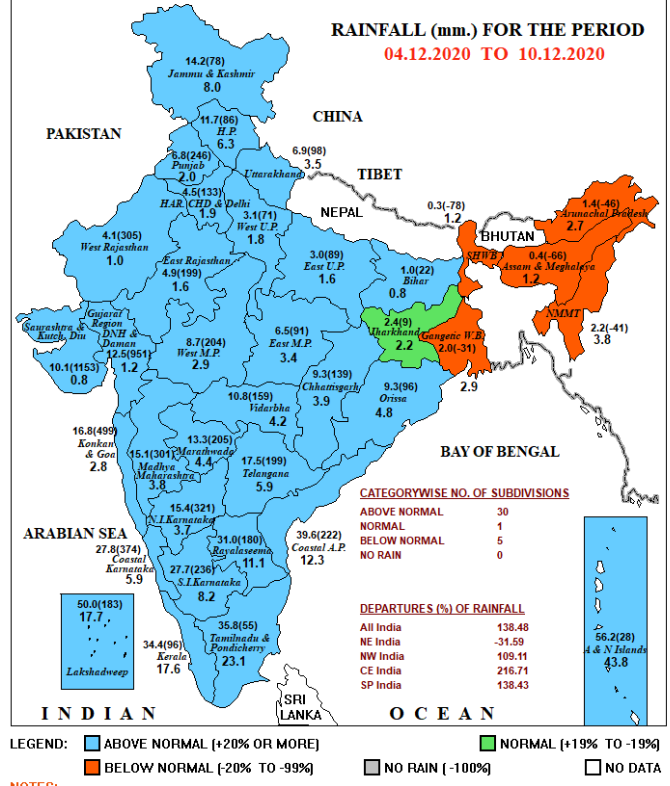 RAINFALL (mm.) FOR THE PERIOD
04.12.2020 TO 10.12.2020
14.2(78)
Jammu & Kashmir
8.0
CHINA
11.7(86)
H.P.
6.3
PAKISTAN
6.8(246)
Punjab
2.0
6.9(98)
3.5
Uttarakhand
TIBET
4.5(133)
HAR. CHD & Delhi
1.9
NEPAL
3.1(71)
West U.P.
1.8
0.3(-78)
1.2
1.4(-46)
Arunachal Pradesh
2.7
BHUTAN
4.1(305)
West Rajasthan
1.0
East Rajasthan
4.9(199)
1.6
3.0(89)
East U.P.
1.6
1.0(22)
Bihar
0.8
SHWB
0.4(-66)
Assam & Meghalaya
1.2
NMMT
2.2(-41)
3.8
Saurashtra &
Kutch, Diu
10.1(1153)
0.8
Gujarat
Region
DNH &
Daman
12.5(951)
1.2
8.7(204)
West M.P.
2.9
6.5(91)
East M.P.
3.4
2.4(9)
Jharkhand
2.2
Gangetic W.B.
2.0(-31)
2.9
9.3(139)
Chhattisgarh
3.9
9.3(96)
Orissa
4.8
10.8(159)
Vidarbha
4.2
16.8(499)
Konkan
& Goa
2.8
15.1(301)
Madhya
Maharashtra
3.8
13.3(205)
Marathwada
4.4
17.5(199)
Telangana
5.9
BAY OF BENGAL
15.4(321)
N.I.Karnataka
3.7
ARABIAN SEA
27.8(374)
Coastal
Karnataka
5.9
31.0(180)
Rayalaseema
11.1
39.6(222)
Coastal A.P.
12.3
27.7(236)
S.I.Karnataka
8.2
CATEGORYWISE NO. OF SUBDIVISIONS
ABOVE NORMAL 30
NORMAL 1
BELOW NORMAL 5
NO RAIN 0
50.0(183)
17.7
Lakshadweep
34.4(96)
Kerala
17.6
35.8(55)
Tamilnadu &
Pondicherry
23.1
DEPARTURES (%) OF RAINFALL
All India 138.48
NE India -31.59
NW India 109.11
CE India 216.71
SP India 138.43
56.2(28)
A & N Islands
43.8
SRI
LANKA
INDIAN OCEAN
LEGEND: ABOVE NORMAL (+20% OR MORE) NORMAL (+19% TO -19%)
BELOW NORMAL (-20% TO -99%) NO RAIN (-100%) NO DATA
NOTES: